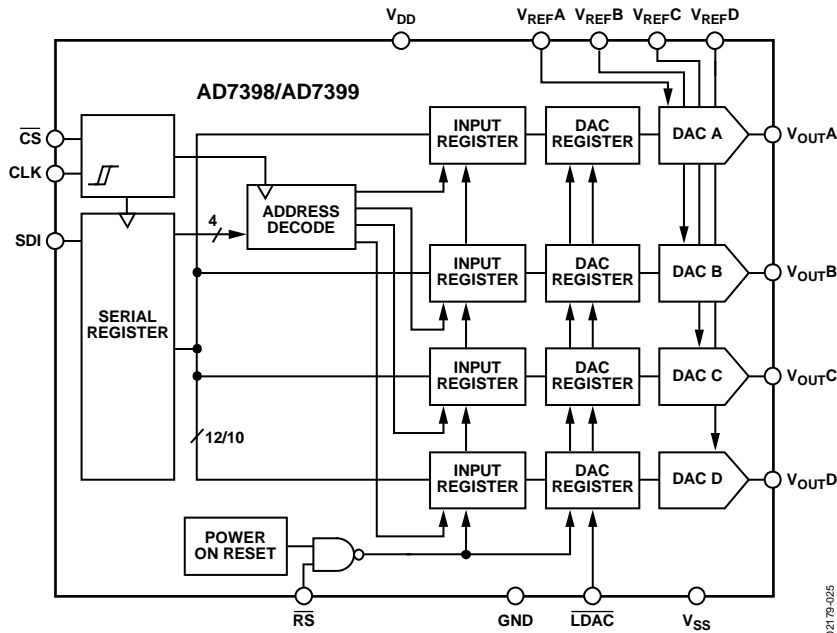 VDD
VREFA VREFB VREFC VREFD
AD7398/AD7399
CS
CLK
SDI
SERIAL
REGISTER
4
ADDRESS
DECODE
12/10
INPUT
REGISTER
DAC
REGISTER
DAC A
VOUTA
INPUT
REGISTER
DAC
REGISTER
DAC B
VOUTB
INPUT
REGISTER
DAC
REGISTER
DAC C
VOUTC
INPUT
REGISTER
DAC
REGISTER
DAC D
VOUTD
POWER
ON RESET
RS
GND
LDAC
VSS
02179-025